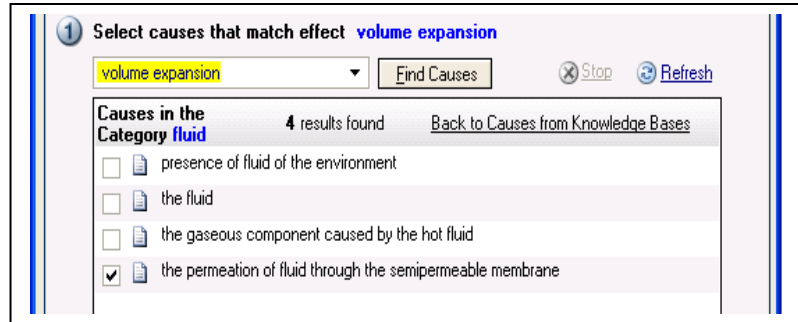 1 Select causes that match effect volume expansion
volume expansion Find Causes Stop Refresh
Causes in the Category fluid 4 results found Back to Causes from Knowledge Bases
presence of fluid of the environment
the fluid
the gaseous component caused by the hot fluid
the permeation of fluid through the semipermeable membrane